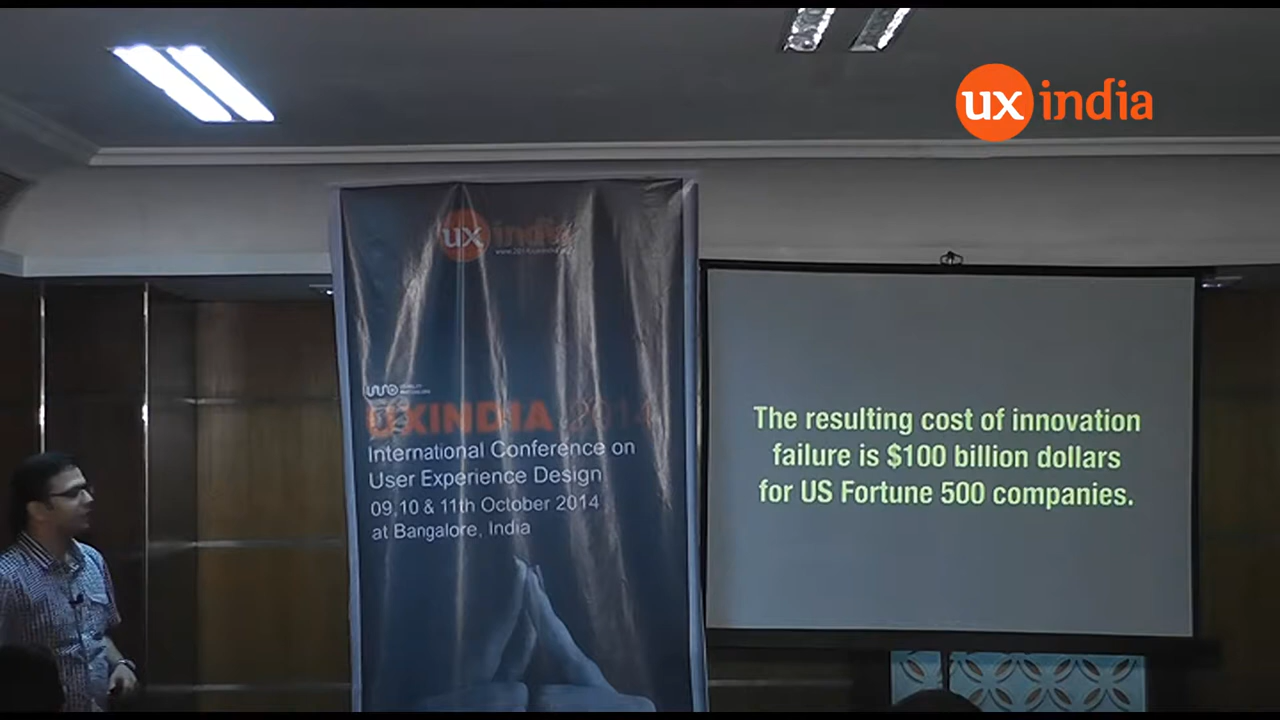 ux india
ux india
UXINDIA 2014
International Conference on
User Experience Design
09,10 & 11th October 2014
at Bangalore, India
The resulting cost of innovation
failure is $100 billion dollars
for US Fortune 500 companies.